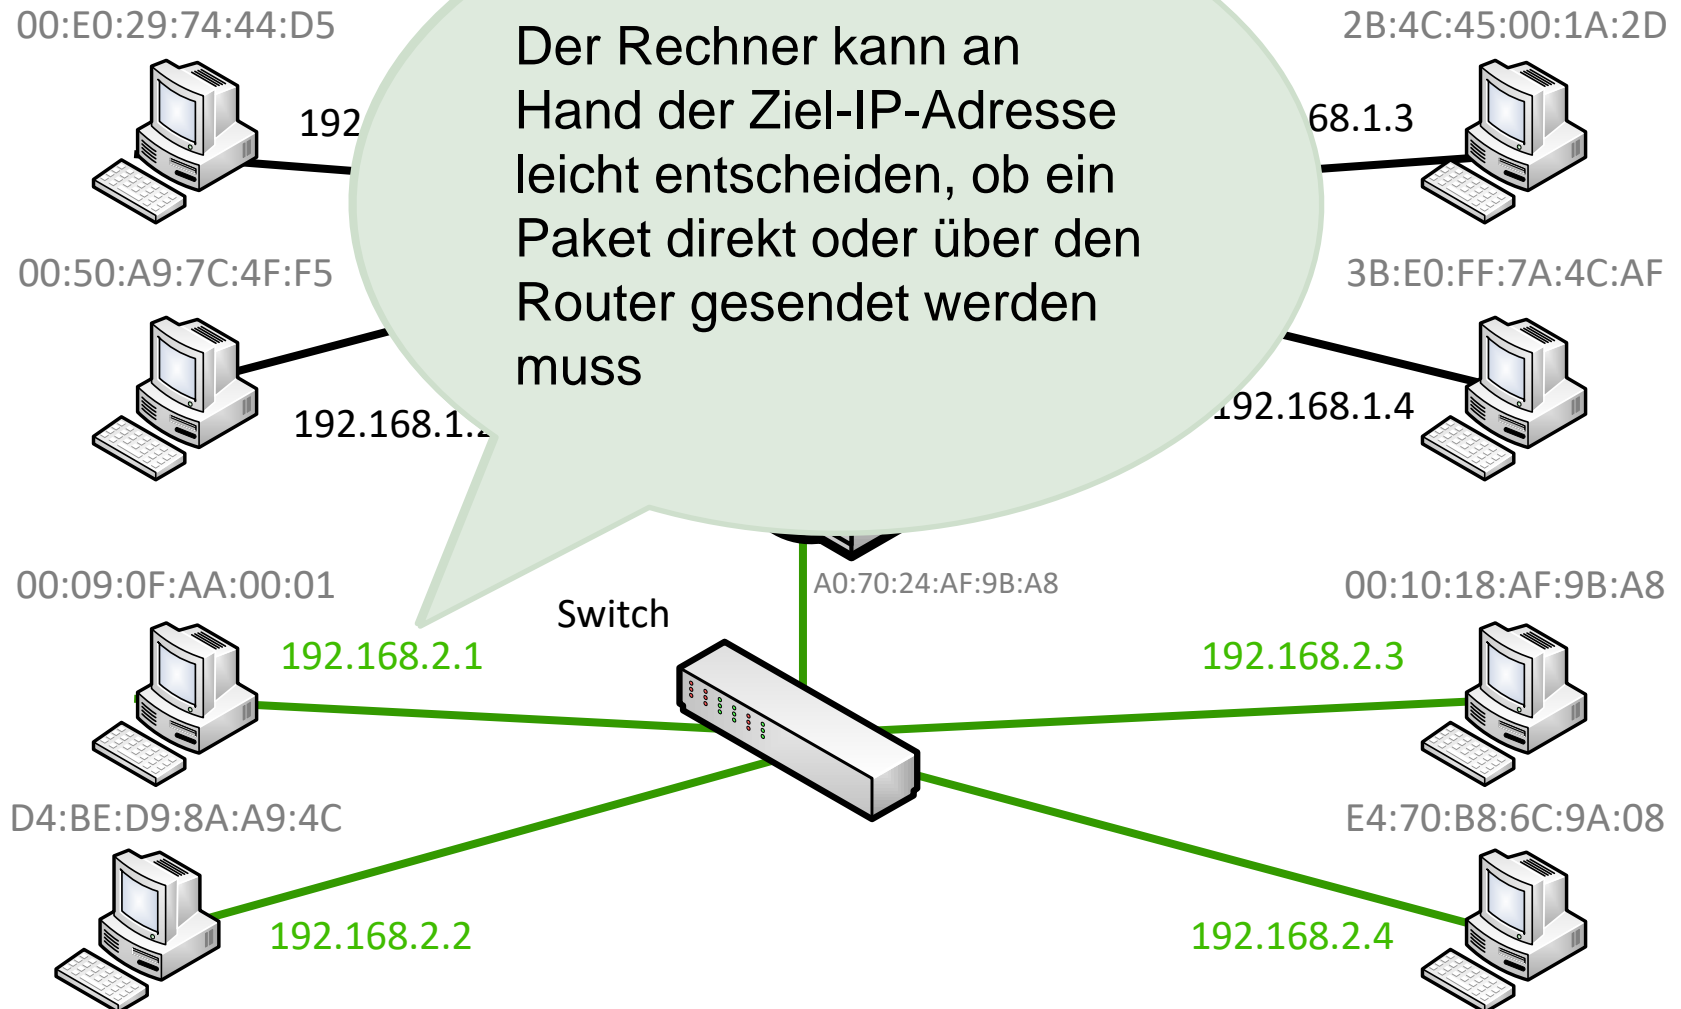 00:E0:29:74:44:D5
2B:4C:45:00:1A:2D
Der Rechner kann an
Hand der Ziel-IP-Adresse
leicht entscheiden, ob ein
Paket direkt oder über den
Router gesendet werden
muss
192
68.1.3
00:50:A9:7C:4F:F5
3B:E0:FF:7A:4C:AF
192.168.1.2
192.168.1.4
00:09:0F:AA:00:01
A0:70:24:AF:9B:A8
00:10:18:AF:9B:A8
Switch
192.168.2.1
192.168.2.3
D4:BE:D9:8A:A9:4C
E4:70:B8:6C:9A:08
192.168.2.2
192.168.2.4